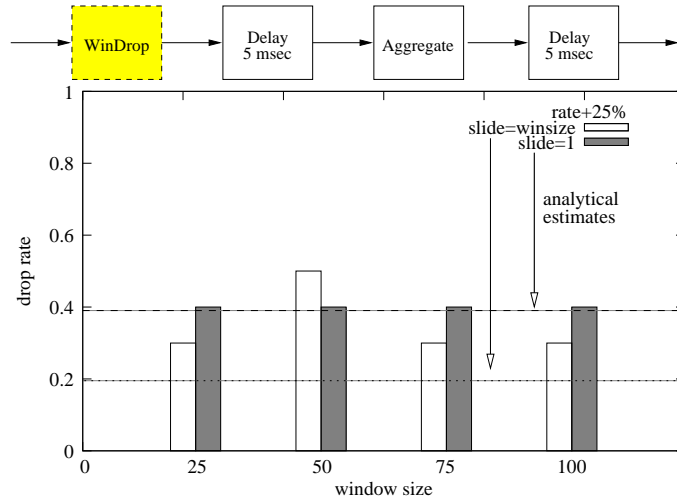 WinDrop
Delay
5 msec
Aggregate
Delay
5 msec
1
0.8
0.6
0.4
0.2
0
drop rate
rate+25%
slide=winsize
slide=1
analytical
estimates
0 25 50 75 100
window size